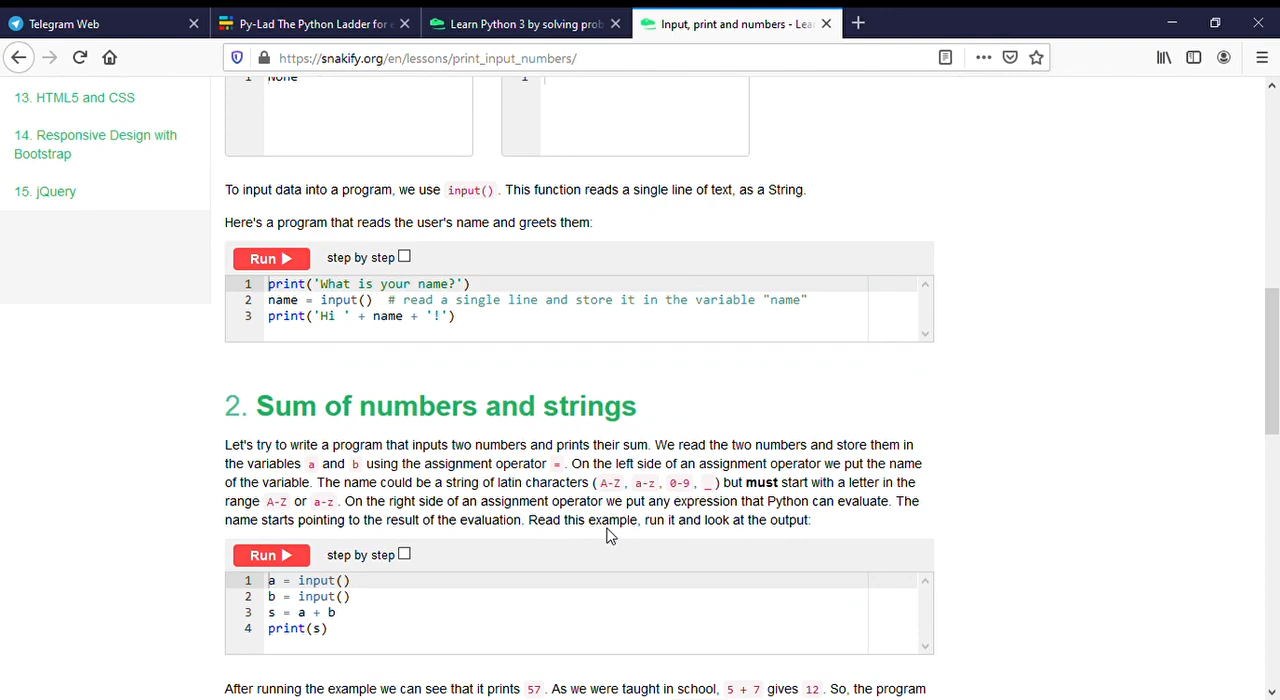 Telegram Web
Py-Lad The Python Ladder for
Learn Python 3 by solving pro
Input, print and numbers - Lea
https://snakify.org/en/lessons/print_input_numbers/
13. HTML5 and CSS
14. Responsive Design with
Bootstrap
15. jQuery
1 None
1
To input data into a program, we use input() . This function reads a single line of text, as a String.
Here's a program that reads the user's name and greets them:
Run step by step
1 print('What is your name?')
2 name = input()  # read a single line and store it in the variable "name"
3 print('Hi ' + name + '!')
2. Sum of numbers and strings
Let's try to write a program that inputs two numbers and prints their sum. We read the two numbers and store them in
the variables a and b using the assignment operator = . On the left side of an assignment operator we put the name
of the variable. The name could be a string of latin characters ( A-Z , a-z , 0-9 , _ ) but must start with a letter in the
range A-Z or a-z . On the right side of an assignment operator we put any expression that Python can evaluate. The
name starts pointing to the result of the evaluation. Read this example, run it and look at the output:
Run step by step
1 a = input()
2 b = input()
3 s = a + b
4 print(s)
After running the example we can see that it prints 57 . As we were taught in school, 5 + 7 gives 12 . So, the program